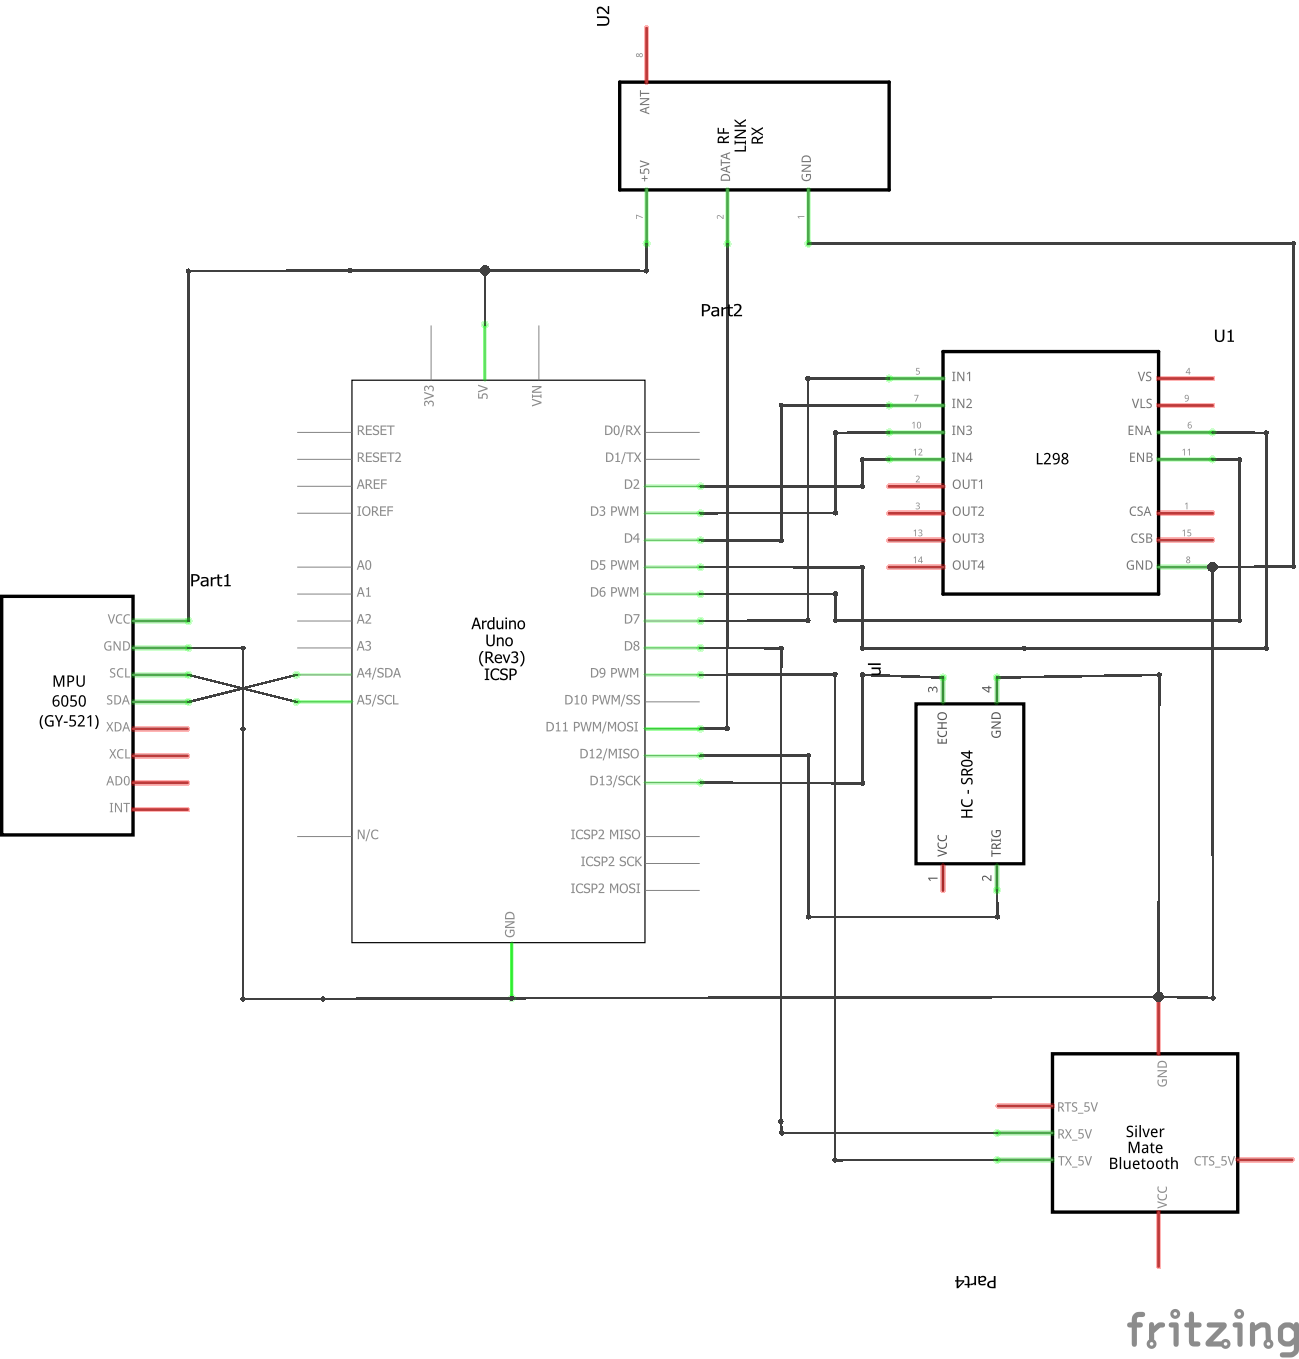 U2
8
ANT
RF
LINK
RX
+5V
DATA
GND
7
2
1
Part2
U1
3V3
5V
VIN
RESET
RESET2
AREF
IOREF
A0
A1
A2
A3
A4/SDA
A5/SCL
N/C
Arduino
Uno
(Rev3)
ICSP
D0/RX
D1/TX
D2
D3 PWM
D4
D5 PWM
D6 PWM
D7
D8
D9 PWM
D10 PWM/SS
D11 PWM/MOSI
D12/MISO
D13/SCK
ICSP2 MISO
ICSP2 SCK
ICSP2 MOSI
GND
5
7
10
12
2
3
13
14
IN1
IN2
IN3
IN4
OUT1
OUT2
OUT3
OUT4
L298
VS
VLS
ENA
ENB
CSA
CSB
GND
4
9
6
11
1
15
8
Part1
VCC
GND
SCL
SDA
XDA
XCL
AD0
INT
MPU
6050
(GY-521)
3
4
ECHO
GND
HC - SR04
VCC
TRIG
1
2
GND
RTS_5V
RX_5V
TX_5V
Silver
Mate
Bluetooth
CTS_5V
VCC
Part4
fritzing